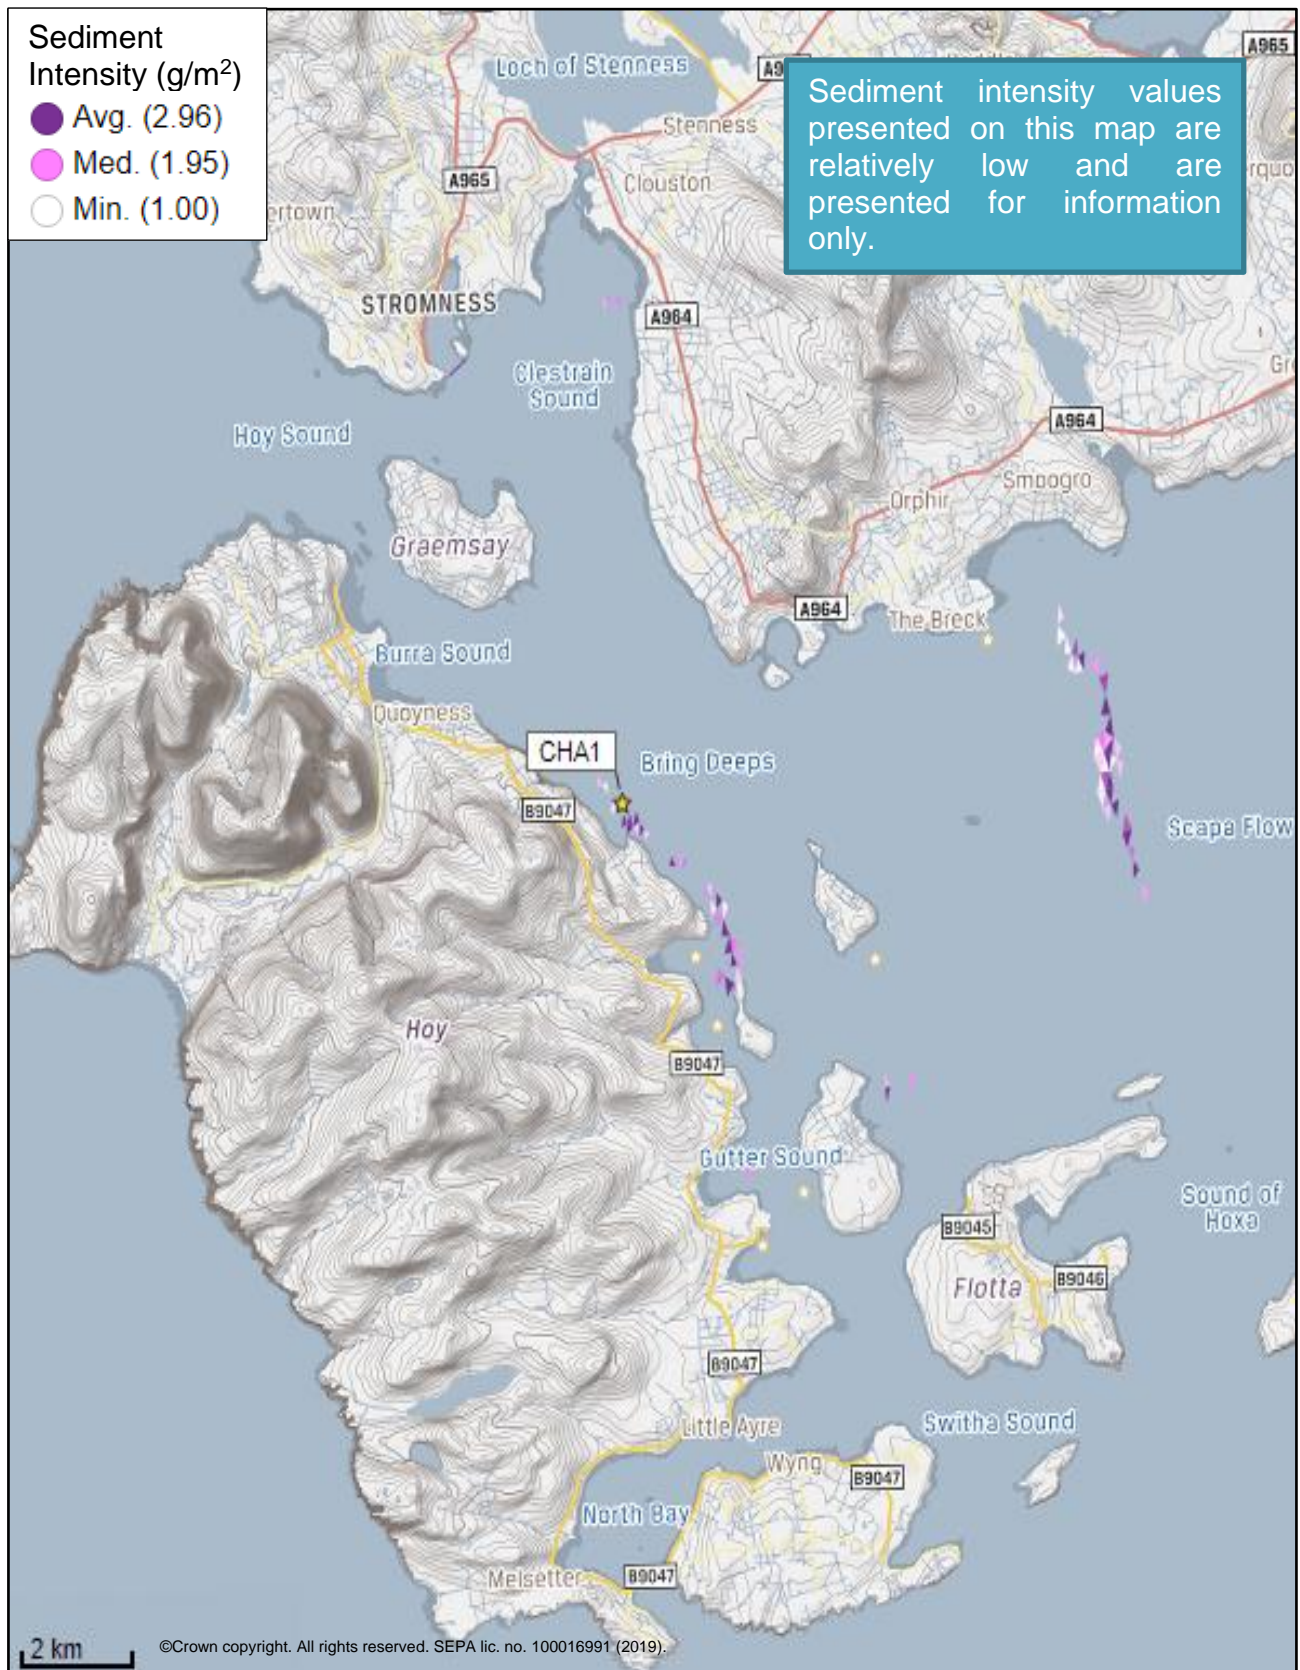 Sediment
Intensity (g/m²)
Avg. (2.96)
Med. (1.95)
Min. (1.00)
Loch of Stenness
A965
Sediment intensity values
presented on this map are
relatively low and are
presented for information
only.
Stenness
A965
Clouston
STROMNESS
A964
Clestrain
Sound
Hoy Sound
A964
Smoogro
Orphir
Graemsay
A964
The Breck
Burra Sound
Quoyness
CHA1
Bring Deeps
B9047
Scapa Flow
Hoy
B9047
Gutter Sound
Sound of
Hoxa
B9045
Flotta
B9046
B9047
Little Ayre
Switha Sound
Wyng
B9047
North Bay
Melsetter
B9047
2 km
©Crown copyright. All rights reserved. SEPA lic. no. 100016991 (2019).